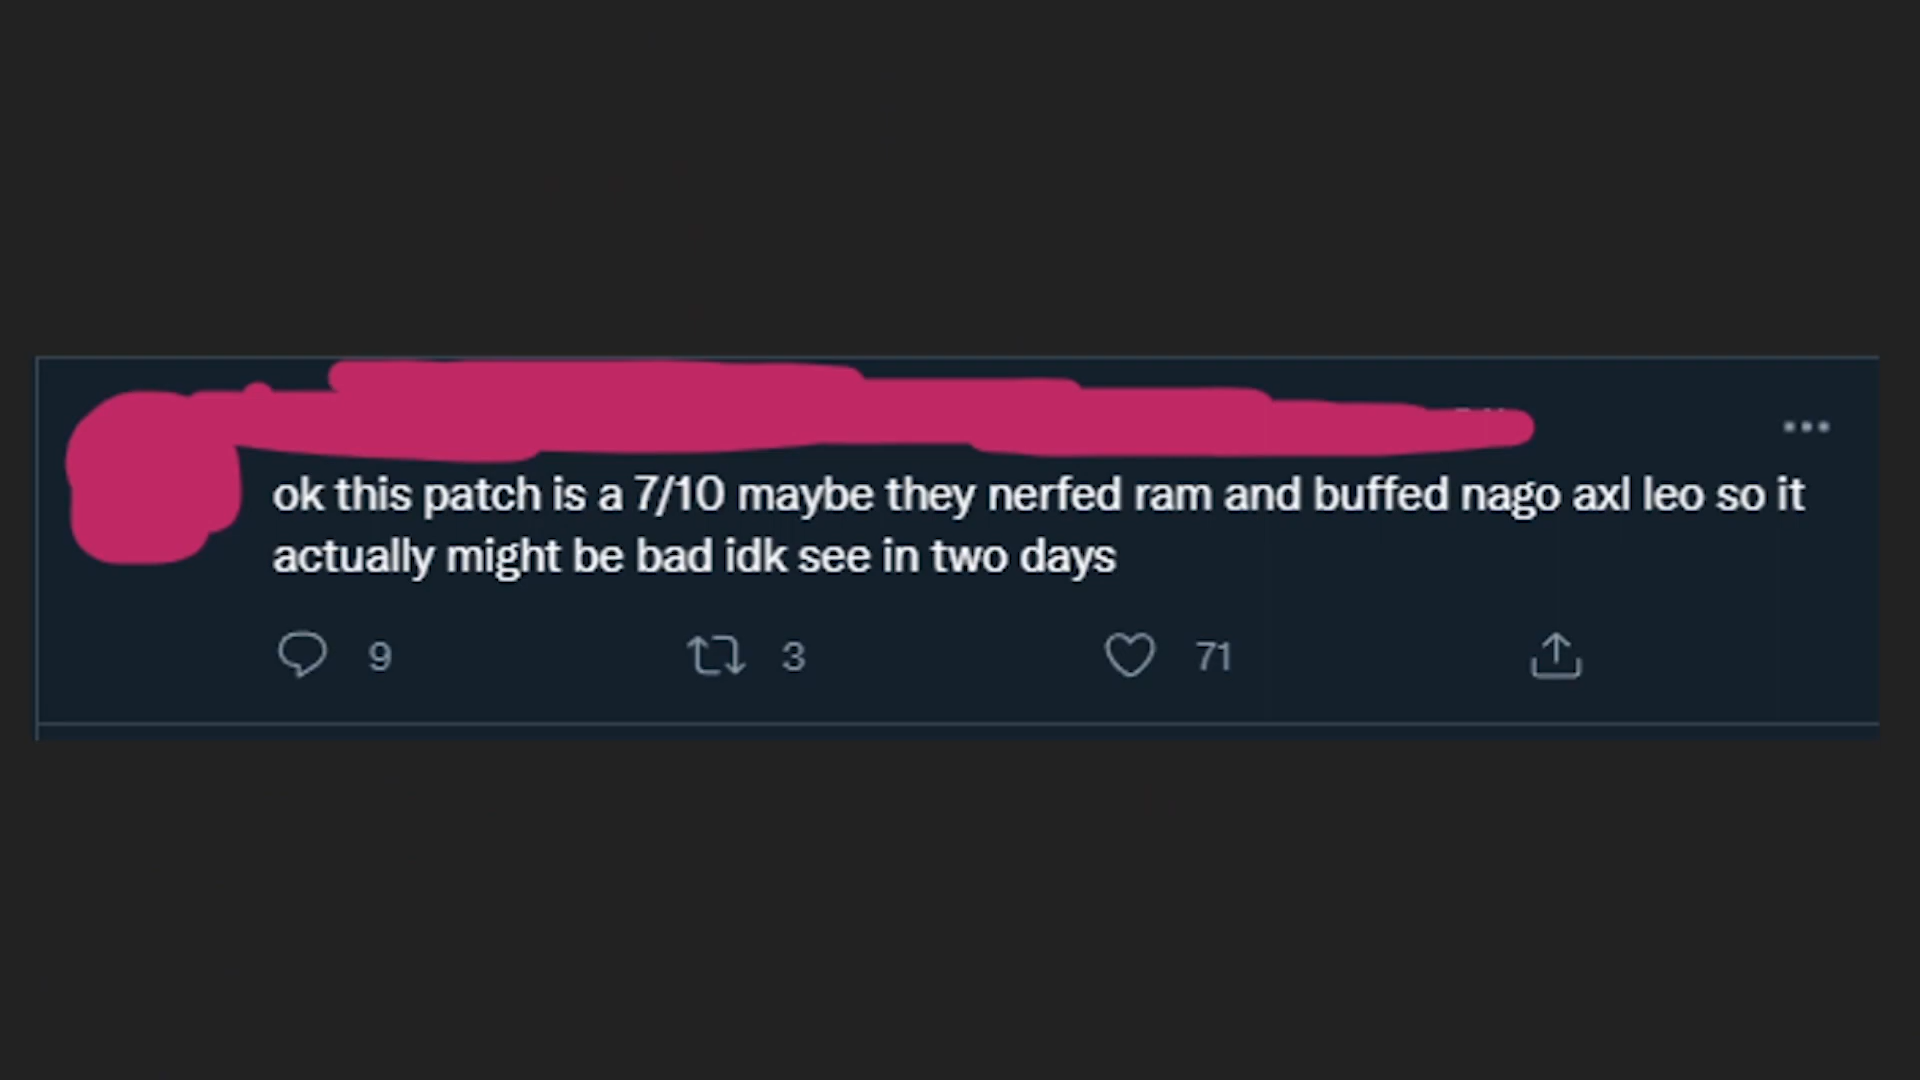 ok this patch is a 7/10 maybe they nerfed ram and buffed nago axl leo so it
actually might be bad idk see in two days
9 3 71